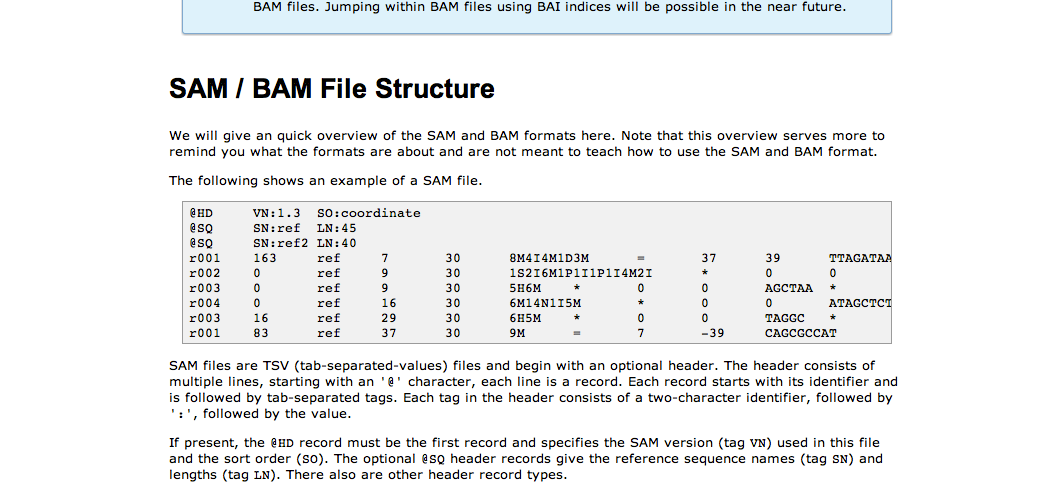 BAM files. Jumping within BAM files using BAI indices will be possible in the near future.
SAM / BAM File Structure
We will give an quick overview of the SAM and BAM formats here. Note that this overview serves more to
remind you what the formats are about and are not meant to teach how to use the SAM and BAM format.
The following shows an example of a SAM file.
@HD VN:1.3 SO:coordinate
@SQ SN:ref LN:45
@SQ SN:ref2 LN:40
r001 163 ref 7 30 8M4I4M1D3M = 37 39 TTAGATAA
r002 0 ref 9 30 1S2I6M1P1I1P1I4M2I * 0 0
r003 0 ref 9 30 5H6M * 0 0 AGCTAA *
r004 0 ref 16 30 6M14N1I5M * 0 0 ATAGCTCT
r003 16 ref 29 30 6H5M * 0 0 TAGGC *
r001 83 ref 37 30 9M = 7 -39 CAGCGCCAT
SAM files are TSV (tab-separated-values) files and begin with an optional header. The header consists of
multiple lines, starting with an '@' character, each line is a record. Each record starts with its identifier and
is followed by tab-separated tags. Each tag in the header consists of a two-character identifier, followed by
':', followed by the value.
If present, the @HD record must be the first record and specifies the SAM version (tag VN) used in this file
and the sort order (SO). The optional @SQ header records give the reference sequence names (tag SN) and
lengths (tag LN). There also are other header record types.